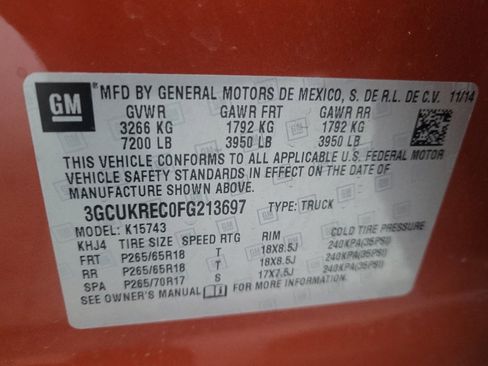 GM
MFD BY GENERAL MOTORS DE MEXICO, S. DE R.L. DE C.V. 11/14
GVWR GAWR FRT GAWR RR
3266 KG 1792 KG 1792 KG
7200 LB 3950 LB 3950 LB
THIS VEHICLE CONFORMS TO ALL APPLICABLE U.S. FEDERAL MOTOR
VEHICLE SAFETY STANDARDS IN EFFECT ON THE DATE OF
MANUFACTURE SHOWN ABOVE.
3GCUKREC0FG213697 TYPE: TRUCK
MODEL: K15743
KHJ4 TIRE SIZE SPEED RTG RIM COLD TIRE PRESSURE
FRT P265/65R18 T 18X8.5J 240KPA(35PSI)
RR P265/65R18 T 18X8.5J 240KPA(35PSI)
SPA P265/70R17 S 17X7.5J 240KPA(35PSI)
SEE OWNER'S MANUAL FOR MORE INFORMATION.